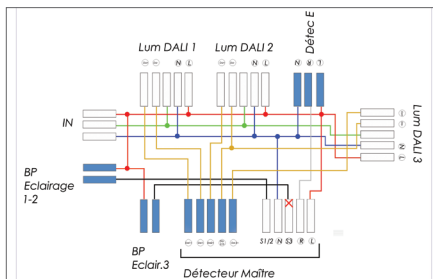 Lum DALI 1
Lum DALI 2
Détec E
N L
N L
N R L
IN
Lum DALI 3
N
L
BP
Eclairage
1-2
BP
Eclair.3
S1/2 N S3 R L
Détecteur Maître